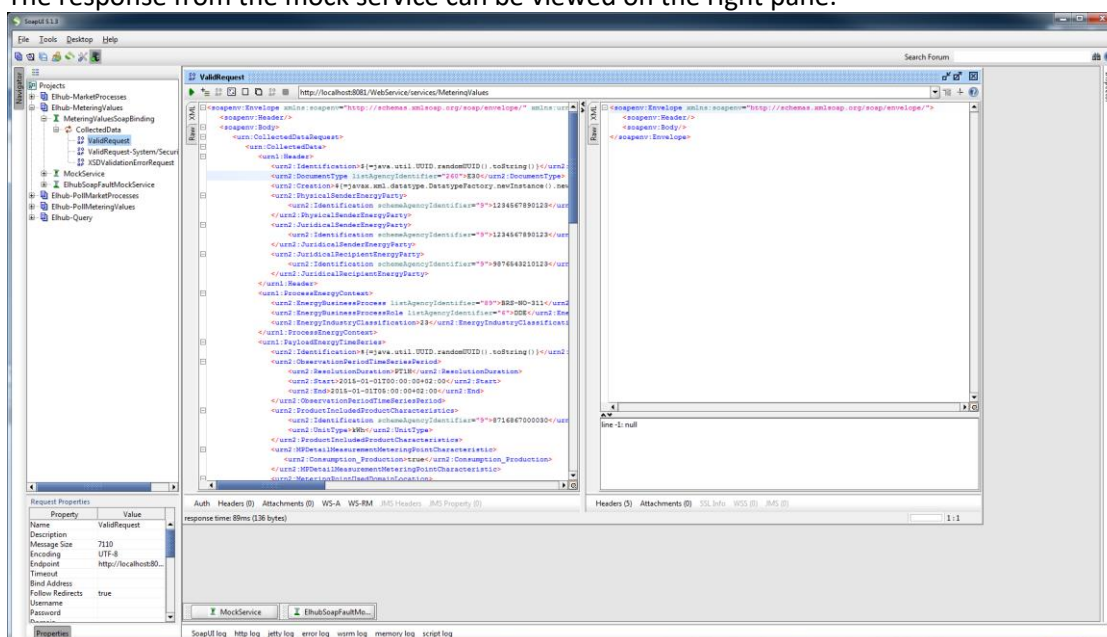 The response from the mock service can be viewed on the right pane:
SoapUI 5.1.3
File Tools Desktop Help
Search Forum
Navigator
Projects
Elhub-MarketProcesses
Elhub-MeteringValues
MeteringValuesSoapBinding
CollectedData
ValidRequest
ValidRequest-System/Securi
XSDValidationErrorRequest
MockService
ElhubSoapFaultMockService
Elhub-PollMarketProcesses
Elhub-PollMeteringValues
Elhub-Query
Request Properties
Property Value
Name ValidRequest
Description
Message Size 7110
Encoding UTF-8
Endpoint http://localhost:80...
Timeout
Bind Address
Follow Redirects true
Username
Password
Properties
ValidRequest
http://localhost:8081/WebService/services/MeteringValues
XML
Raw
<soapenv:Envelope xmlns:soapenv="http://schemas.xmlsoap.org/soap/envelope/" xmlns:urn
<soapenv:Header/>
<soapenv:Body>
<urn:CollectedDataRequest>
<urn:CollectedData>
<urn1:Header>
<urn2:Identification>${=java.util.UUID.randomUUID().toString()}</urn2:
<urn2:DocumentType listAgencyIdentifier="260">E30</urn2:DocumentType>
<urn2:Creation>${=javax.xml.datatype.DatatypeFactory.newInstance().new
<urn2:PhysicalSenderEnergyParty>
<urn2:Identification schemeAgencyIdentifier="9">1234567890123</urn
</urn2:PhysicalSenderEnergyParty>
<urn2:JuridicalSenderEnergyParty>
<urn2:Identification schemeAgencyIdentifier="9">1234567890123</urn
</urn2:JuridicalSenderEnergyParty>
<urn2:JuridicalRecipientEnergyParty>
<urn2:Identification schemeAgencyIdentifier="9">9876543210123</urn
</urn2:JuridicalRecipientEnergyParty>
</urn1:Header>
<urn1:ProcessEnergyContext>
<urn2:EnergyBusinessProcess listAgencyIdentifier="89">BRS-NO-311</urn2
<urn2:EnergyBusinessProcessRole listAgencyIdentifier="6">DDE</urn2:Ene
<urn2:EnergyIndustryClassification>23</urn2:EnergyIndustryClassificati
</urn1:ProcessEnergyContext>
<urn1:PayloadEnergyTimeSeries>
<urn2:Identification>${=java.util.UUID.randomUUID().toString()}</urn2:
<urn2:ObservationPeriodTimeSeriesPeriod>
<urn2:ResolutionDuration>PT1H</urn2:ResolutionDuration>
<urn2:Start>2015-01-01T00:00:00+02:00</urn2:Start>
<urn2:End>2015-01-01T05:00:00+02:00</urn2:End>
</urn2:ObservationPeriodTimeSeriesPeriod>
<urn2:ProductIncludedProductCharacteristics>
<urn2:Identification schemeAgencyIdentifier="9">8716867000030</urn
<urn2:UnitType>kWh</urn2:UnitType>
</urn2:ProductIncludedProductCharacteristics>
<urn2:MPDetailMeasurementMeteringPointCharacteristic>
<urn2:Consumption_Production>true</urn2:Consumption_Production>
</urn2:MPDetailMeasurementMeteringPointCharacteristic>
<urn2:MeteringPointUsedDomainLocation>
Auth Headers (0) Attachments (0) WS-A WS-RM JMS Headers JMS Property (0)
response time: 89ms (136 bytes)
XML
Raw
<soapenv:Envelope xmlns:soapenv="http://schemas.xmlsoap.org/soap/envelope/">
<soapenv:Header/>
<soapenv:Body/>
</soapenv:Envelope>
line -1: null
Headers (5) Attachments (0) SSL Info WSS (0) JMS (0)
1:1
MockService
ElhubSoapFaultMo...
SoapUI log http log jetty log error log wsrm log memory log script log